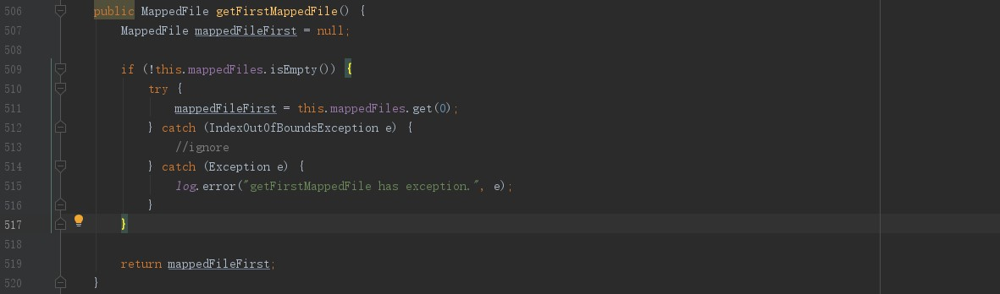 506 public MappedFile getFirstMappedFile() {
507 MappedFile mappedFileFirst = null;
508
509 if (!this.mappedFiles.isEmpty()) {
510 try {
511 mappedFileFirst = this.mappedFiles.get(0);
512 } catch (IndexOutOfBoundsException e) {
513 //ignore
514 } catch (Exception e) {
515 log.error("getFirstMappedFile has exception.", e);
516 }
517 }
518
519 return mappedFileFirst;
520 }